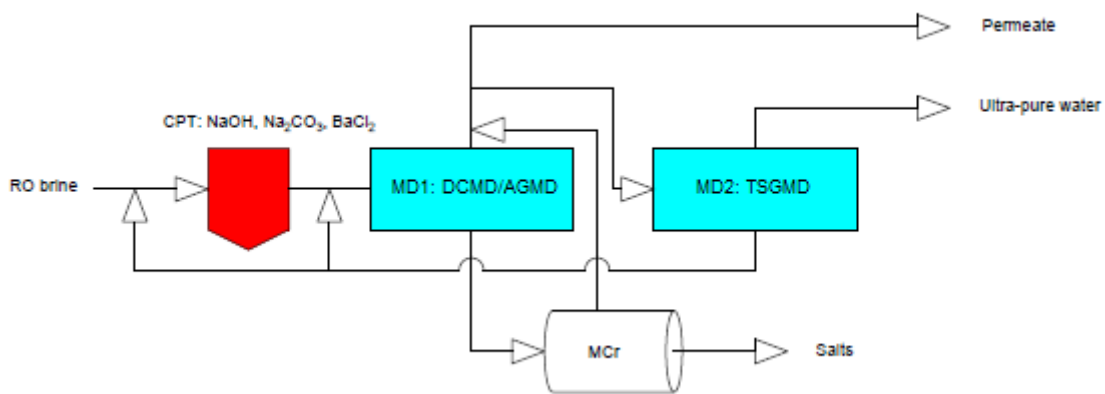 Permeate
Ultra-pure water
CPT: NaOH, Na₂CO₃, BaCl₂
RO brine
MD1: DCMD/AGMD
MD2: TSGMD
MCr
Salts